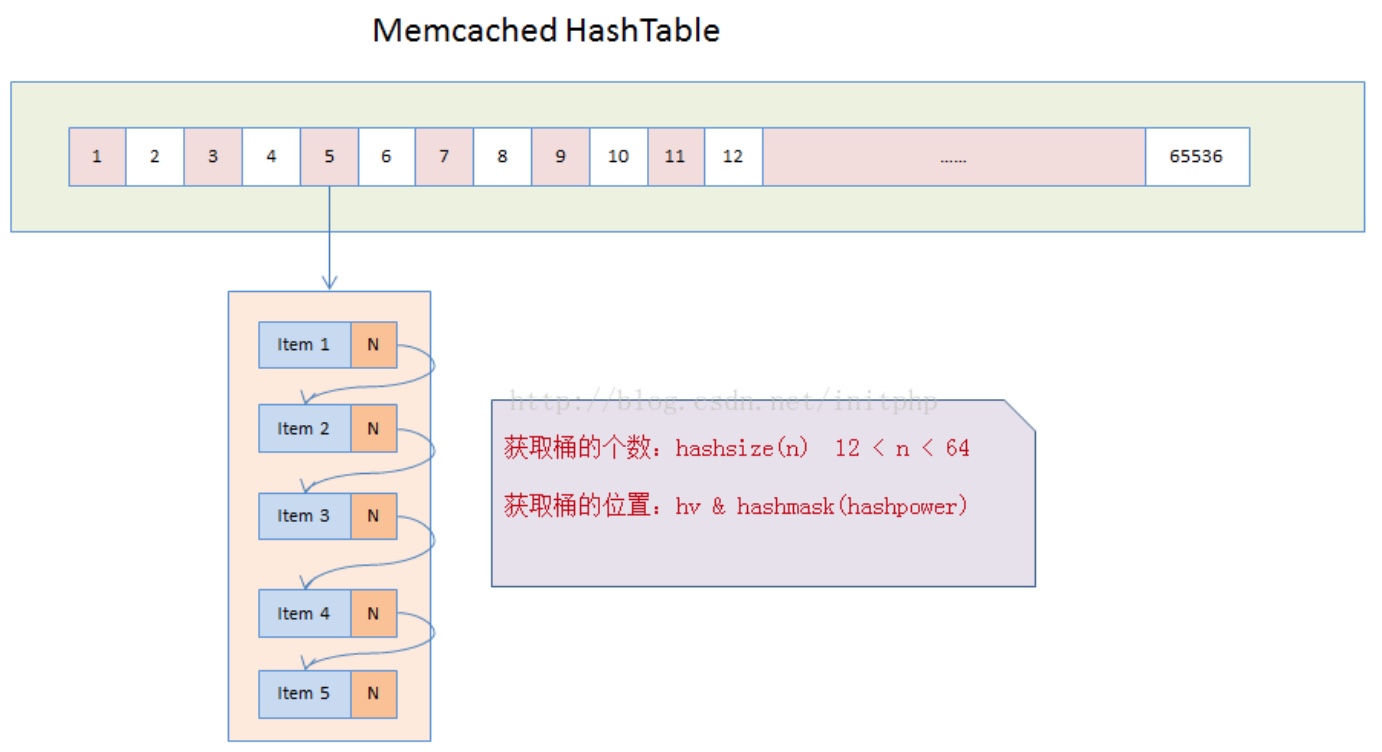 Memcached HashTable
1 2 3 4 5 6 7 8 9 10 11 12 ...... 65536
Item 1 N
Item 2 N
http://blog.csdn.net/initphp
获取桶的个数：hashsize(n) 12 < n < 64
获取桶的位置：hv & hashmask(hashpower)
Item 3 N
Item 4 N
Item 5 N